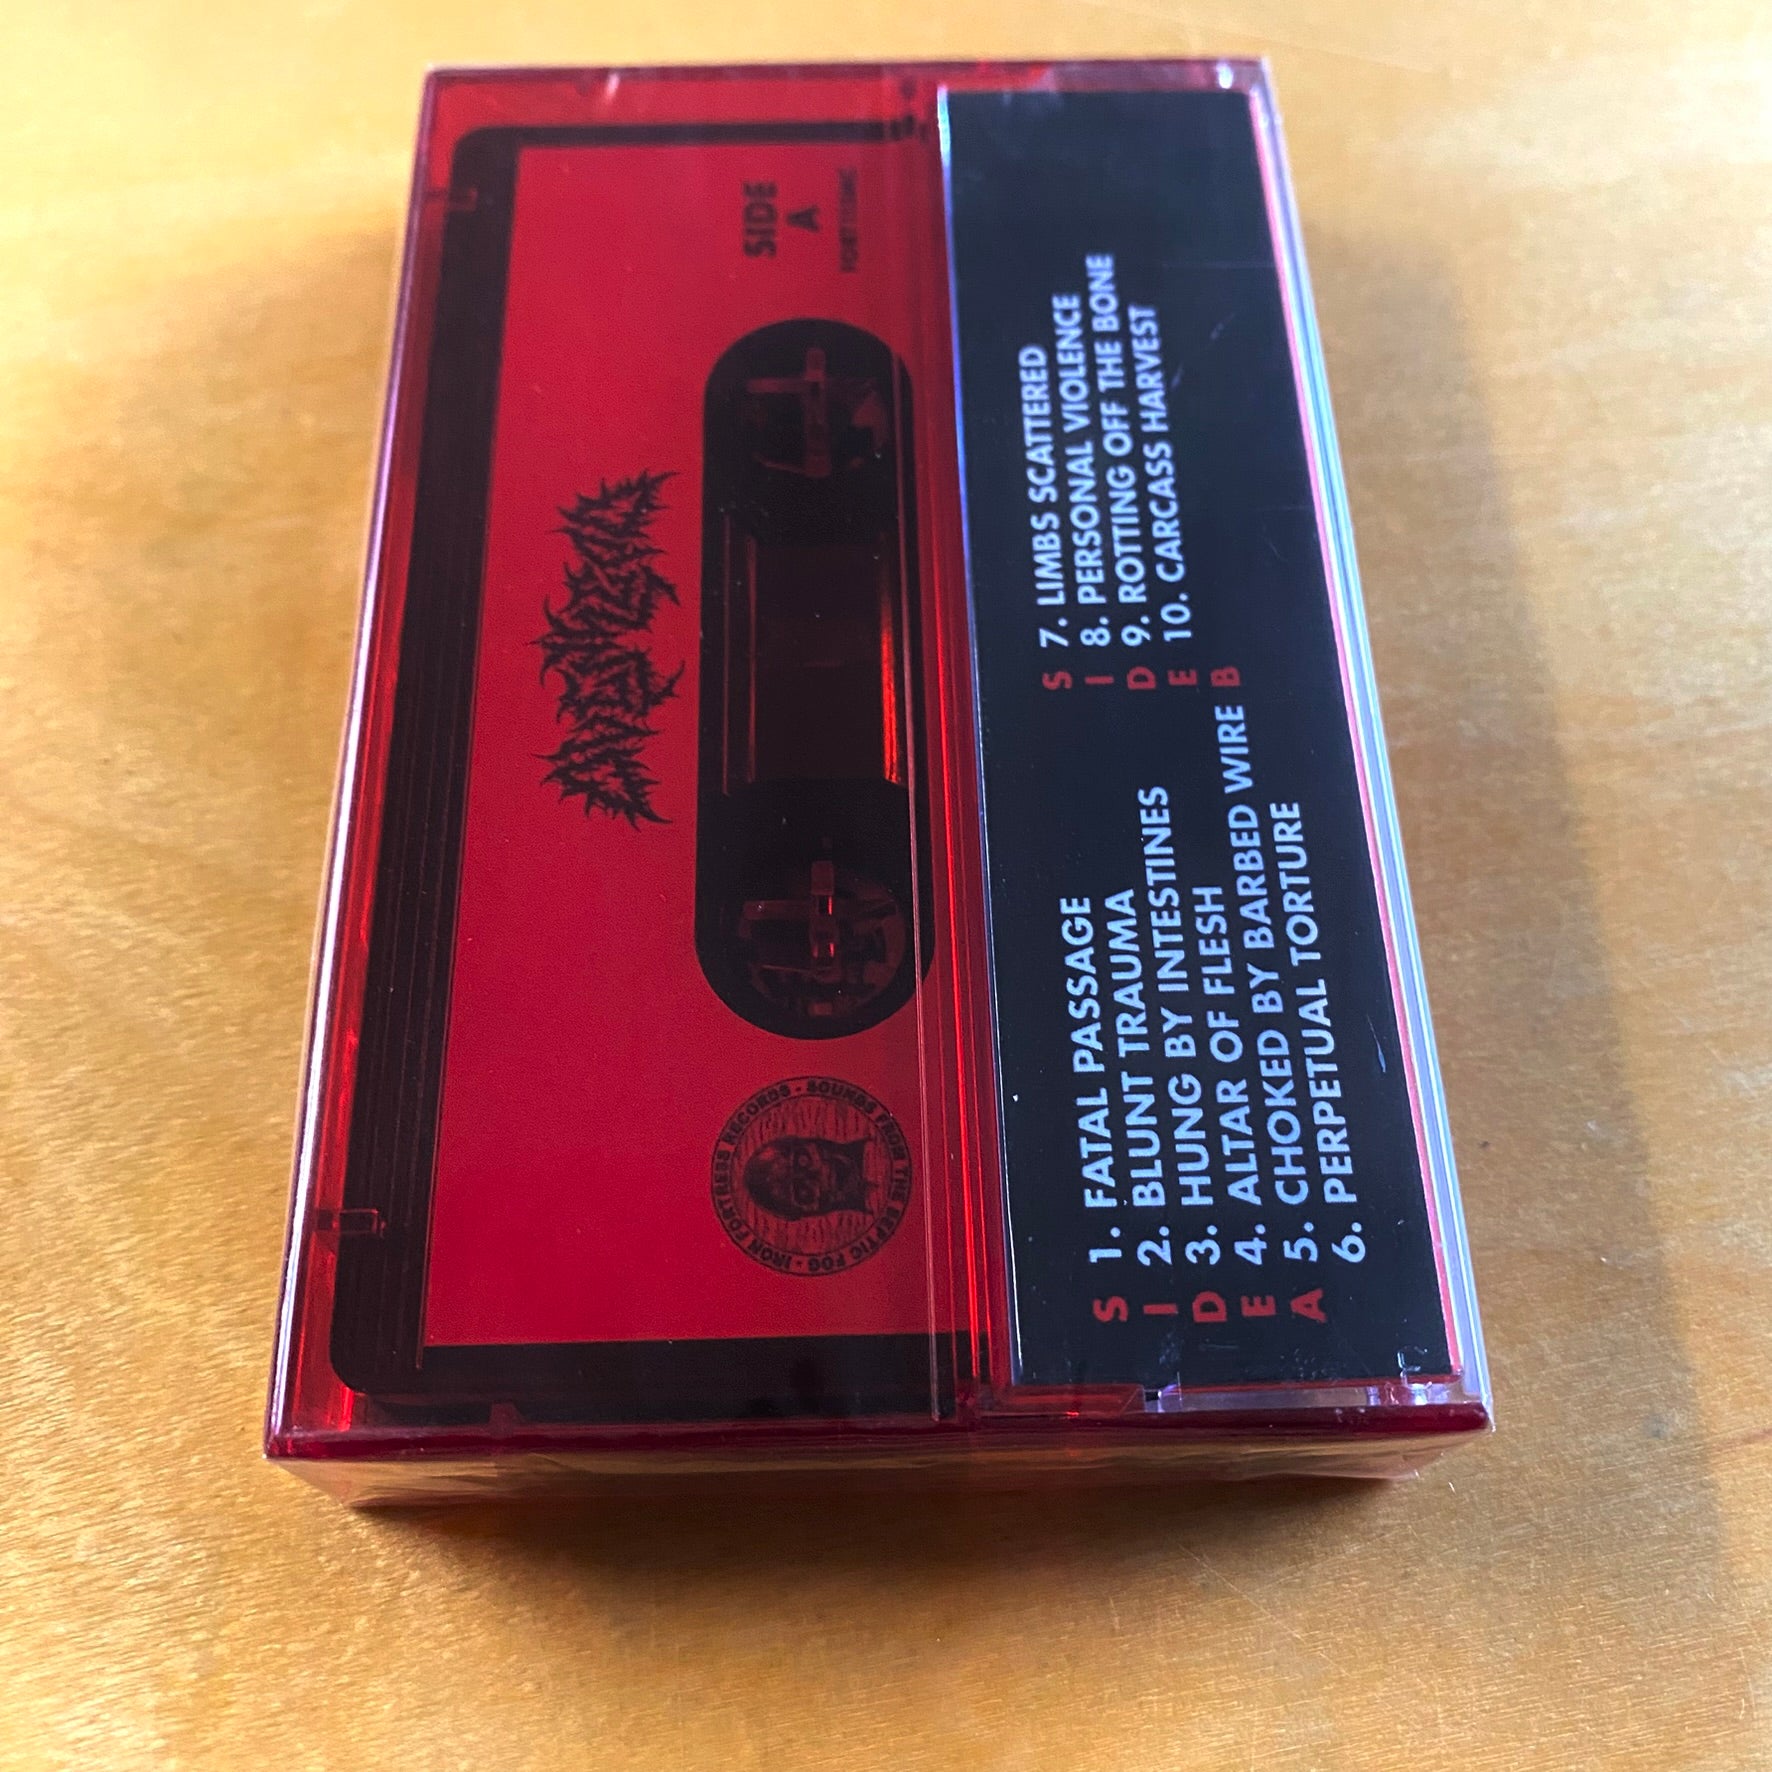 SIDE
A
IRON FORTRESS RECORDS · SOUNDS FROM THE SEPTIC FOG ·
SIDE A
1. FATAL PASSAGE
2. BLUNT TRAUMA
3. HUNG BY INTESTINES
4. ALTAR OF FLESH
5. CHOKED BY BARBED WIRE
6. PERPETUAL TORTURE
SIDE B
7. LIMBS SCATTERED
8. PERSONAL VIOLENCE
9. ROTTING OFF THE BONE
10. CARCASS HARVEST